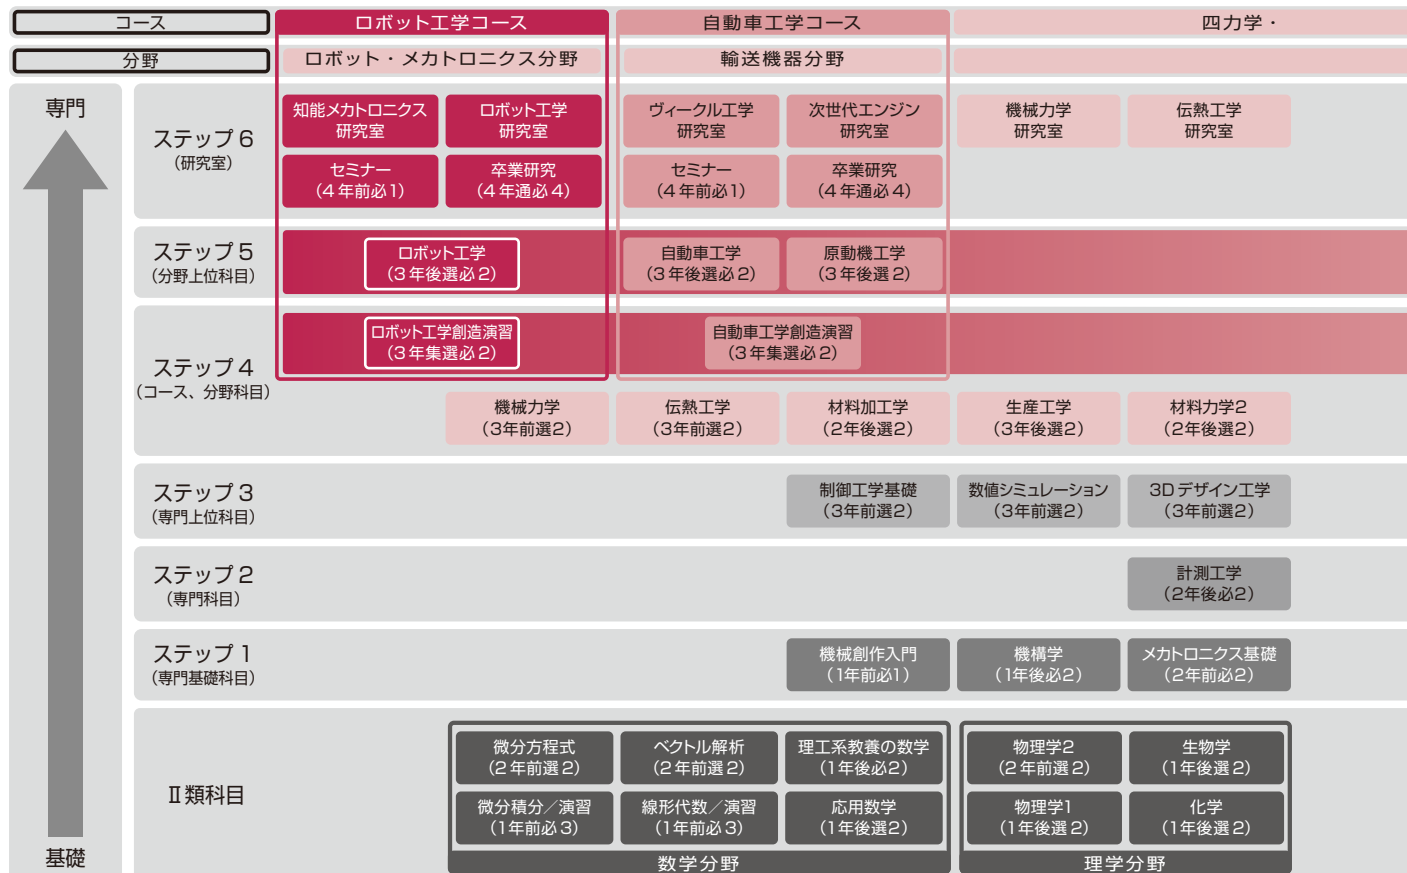 コース
ロボット工学コース
自動車工学コース
四力学・
分野
ロボット・メカトロニクス分野
輸送機器分野
専門
基礎
ステップ 6
(研究室)
知能メカトロニクス
研究室
ロボット工学
研究室
ヴィークル工学
研究室
次世代エンジン
研究室
機械力学
研究室
伝熱工学
研究室
セミナー
(4年前必1)
卒業研究
(4年通必4)
セミナー
(4年前必1)
卒業研究
(4年通必4)
ステップ 5
(分野上位科目)
ロボット工学
(3年後選必2)
自動車工学
(3年後選必2)
原動機工学
(3年後選2)
ステップ 4
(コース、分野科目)
ロボット工学創造演習
(3年集選必2)
自動車工学創造演習
(3年集選必2)
機械力学
(3年前選2)
伝熱工学
(3年前選2)
材料加工学
(2年後選2)
生産工学
(3年後選2)
材料力学2
(2年後選2)
ステップ 3
(専門上位科目)
制御工学基礎
(3年前選2)
数値シミュレーション
(3年前選2)
3Dデザイン工学
(3年前選2)
ステップ 2
(専門科目)
計測工学
(2年後必2)
ステップ 1
(専門基礎科目)
機械創作入門
(1年前必1)
機構学
(1年後必2)
メカトロニクス基礎
(2年前必2)
Ⅱ類科目
微分方程式
(2年前選2)
ベクトル解析
(2年前選2)
理工系教養の数学
(1年後必2)
物理学2
(2年前選2)
生物学
(1年後選2)
微分積分／演習
(1年前必3)
線形代数／演習
(1年前必3)
応用数学
(1年後選2)
物理学1
(1年後選2)
化学
(1年後選2)
数学分野
理学分野